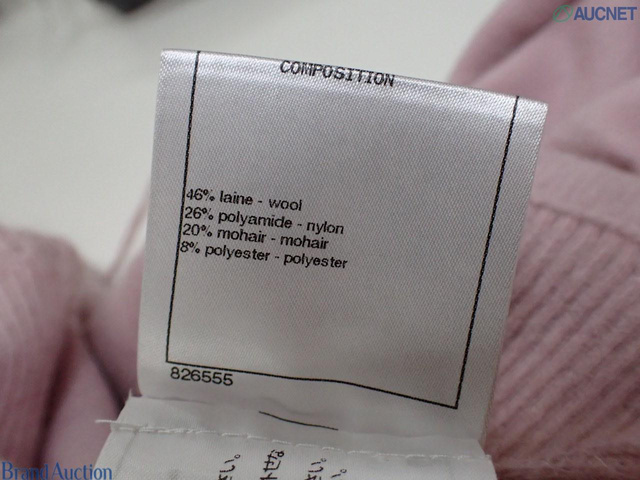 AUCNET
COMPOSITION
46% laine - wool
26% polyamide - nylon
20% mohair - mohair
8% polyester - polyester
826555
Brand Auction